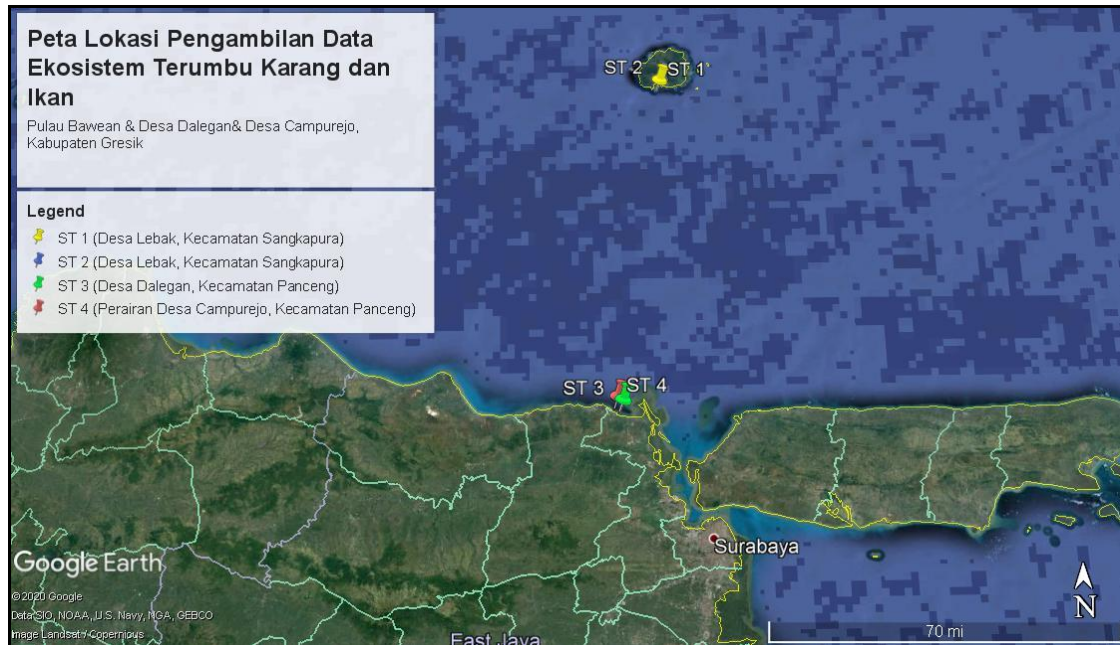 Peta Lokasi Pengambilan Data
Ekosistem Terumbu Karang dan
Ikan
Pulau Bawean & Desa Dalegan& Desa Campurejo,
Kabupaten Gresik
Legend
ST 1 (Desa Lebak, Kecamatan Sangkapura)
ST 2 (Desa Lebak, Kecamatan Sangkapura)
ST 3 (Desa Dalegan, Kecamatan Panceng)
ST 4 (Perairan Desa Campurejo, Kecamatan Panceng)
ST 2 ST 1
ST 3 ST 4
Surabaya
East Java
Google Earth
©2020 Google
Data SIO, NOAA, U.S. Navy, NGA, GEBCO
Image Landsat / Copernicus
N
70 mi